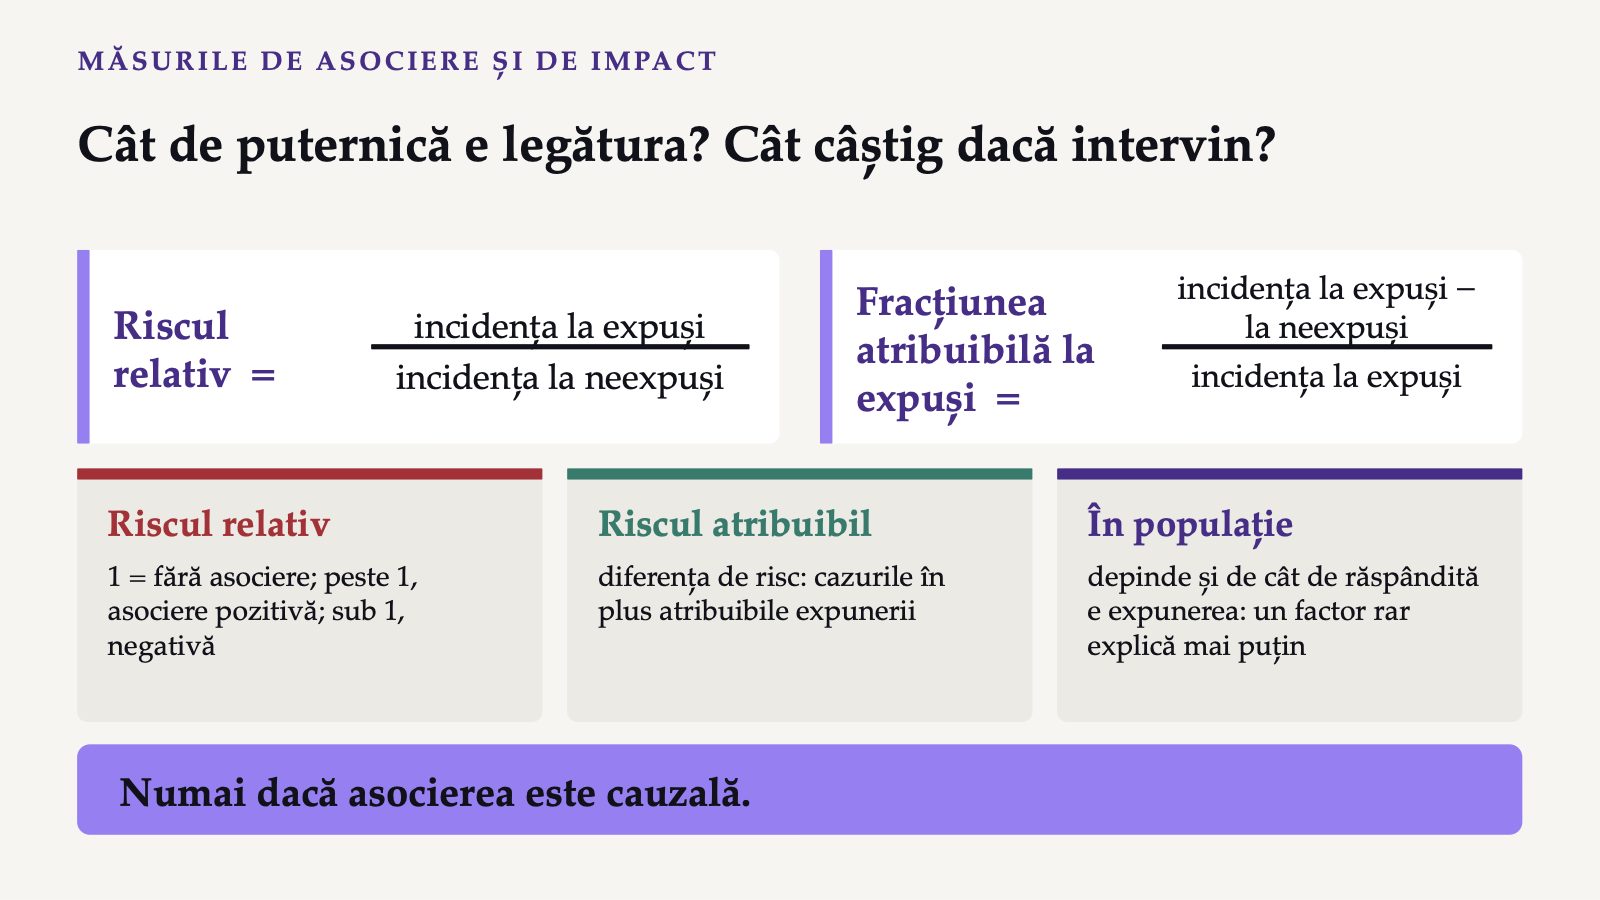 MĂSURILE DE ASOCIERE ȘI DE IMPACT
Cât de puternică e legătura? Cât câștig dacă intervin?
Riscul
relativ =
incidența la expuși
incidența la neexpuși
Fracțiunea
atribuibilă la
expuși =
incidența la expuși −
la neexpuși
incidența la expuși
Riscul relativ
1 = fără asociere; peste 1,
asociere pozitivă; sub 1,
negativă
Riscul atribuibil
diferența de risc: cazurile în
plus atribuibile expunerii
În populație
depinde și de cât de răspândită
e expunerea: un factor rar
explică mai puțin
Numai dacă asocierea este cauzală.